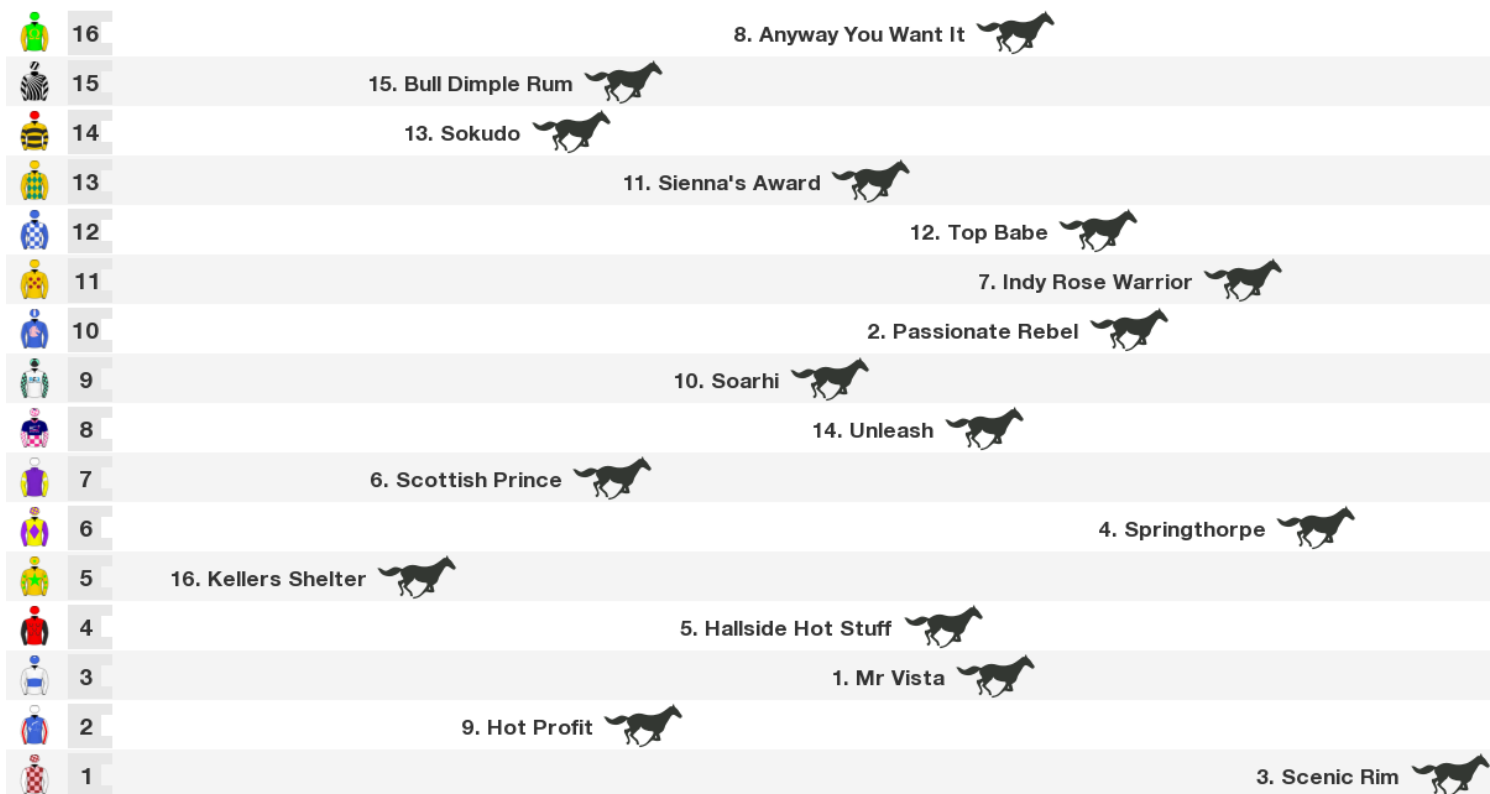 16 8. Anyway You Want It
15 15. Bull Dimple Rum
14 13. Sokudo
13 11. Sienna's Award
12 12. Top Babe
11 7. Indy Rose Warrior
10 2. Passionate Rebel
9 10. Soarhi
8 14. Unleash
7 6. Scottish Prince
6 4. Springthorpe
5 16. Kellers Shelter
4 5. Hallside Hot Stuff
3 1. Mr Vista
2 9. Hot Profit
1 3. Scenic Rim